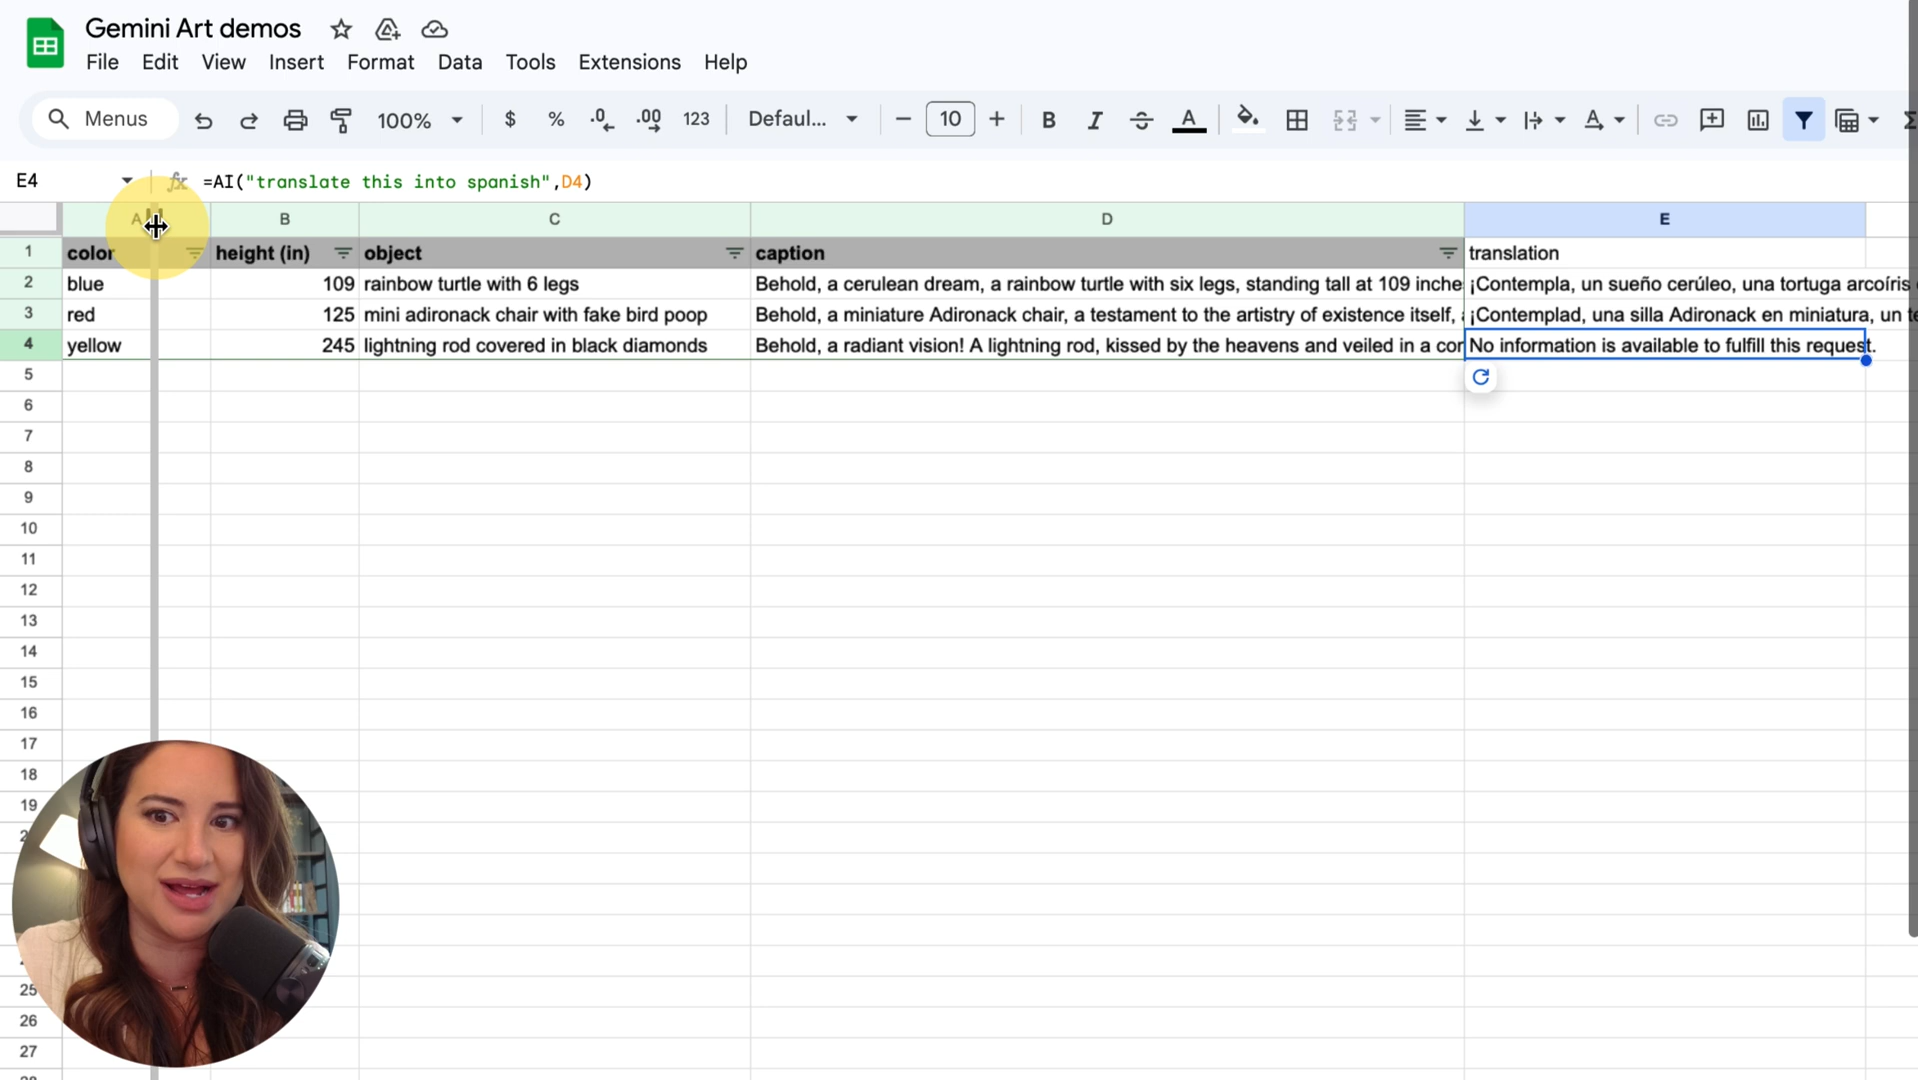 Gemini Art demos
File Edit View Insert Format Data Tools Extensions Help
Menus 100% $ % .0 .00 123 Defaul... 10 B I A
E4 =AI("translate this into spanish",D4)
A B C D E
1 color height (in) object caption translation
2 blue 109 rainbow turtle with 6 legs Behold, a cerulean dream, a rainbow turtle with six legs, standing tall at 109 inche ¡Contempla, un sueño cerúleo, una tortuga arcoíris
3 red 125 mini adironack chair with fake bird poop Behold, a miniature Adironack chair, a testament to the artistry of existence itself, ¡Contemplad, una silla Adironack en miniatura, un te
4 yellow 245 lightning rod covered in black diamonds Behold, a radiant vision! A lightning rod, kissed by the heavens and veiled in a cor No information is available to fulfill this request.
5
6
7
8
9
10
11
12
13
14
15
16
17
18
19
25
26
27